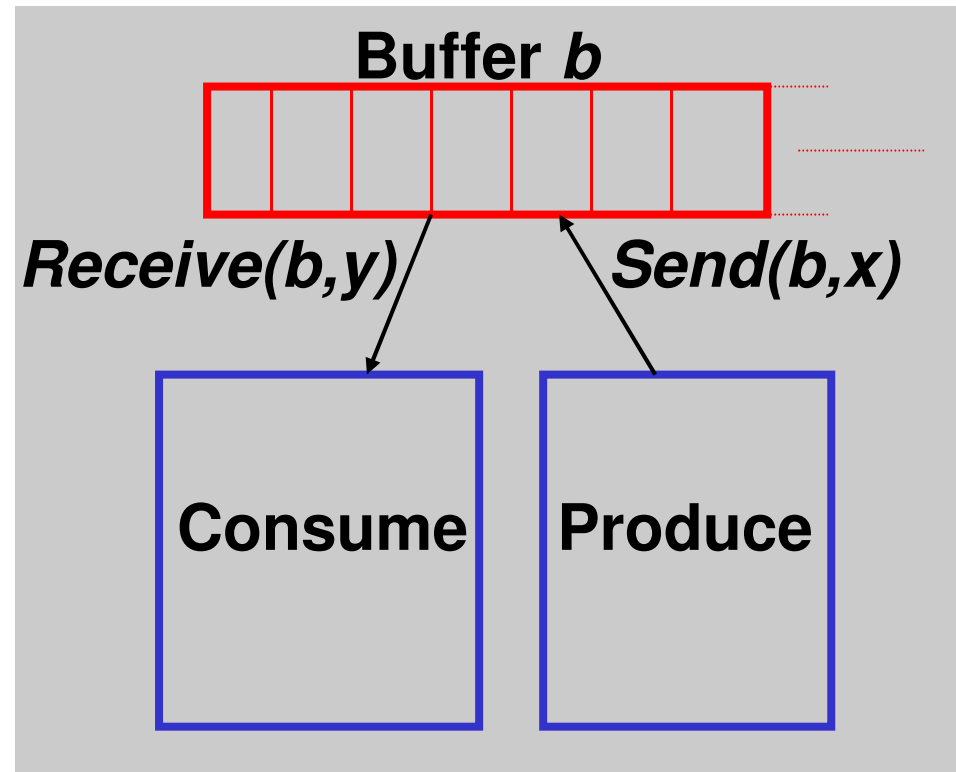 Buffer b
Receive(b,y)
Send(b,x)
Consume
Produce